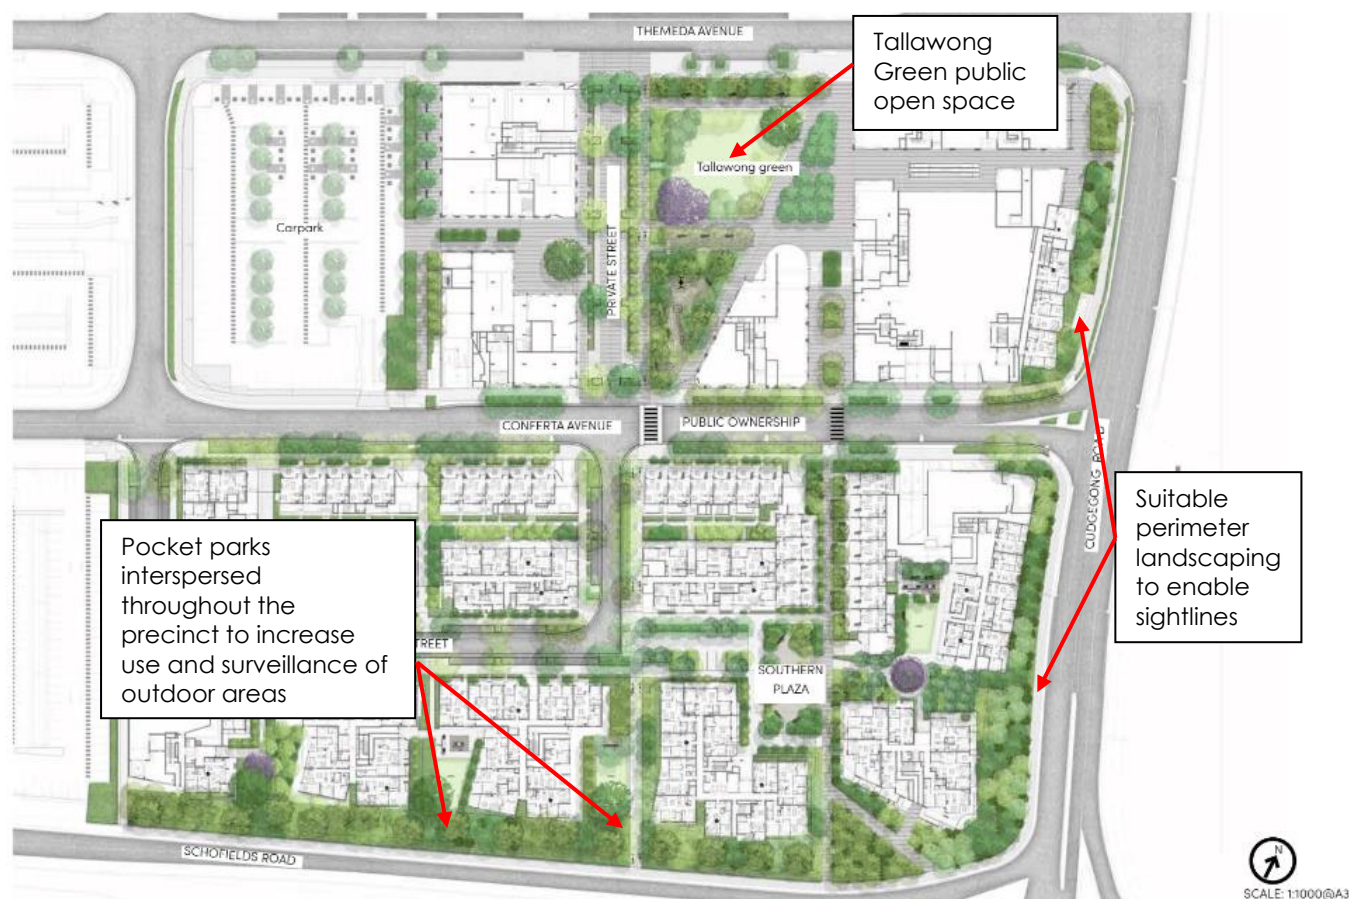 THEMEDA AVENUE
Tallawong
Green public
open space
Tallawong green
Carpark
PRIVATE STREET
CONFERTA AVENUE
PUBLIC OWNERSHIP
CUDGEGONG ROAD
Suitable
perimeter
landscaping
to enable
sightlines
Pocket parks
interspersed
throughout the
precinct to increase
use and surveillance of
outdoor areas
TREET
SOUTHERN
PLAZA
SCHOFIELDS ROAD
N
SCALE: 1:1000@A3